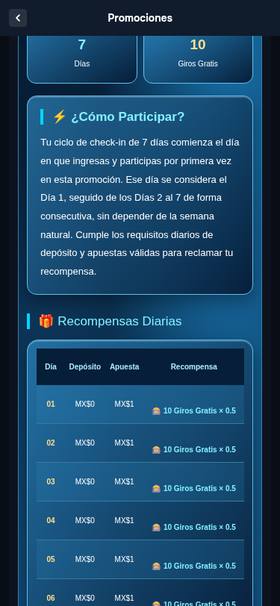 Promociones
7
Días
10
Giros Gratis
⚡ ¿Cómo Participar?
Tu ciclo de check-in de 7 días comienza el día
en que ingresas y participas por primera vez
en esta promoción. Ese día se considera el
Día 1, seguido de los Días 2 al 7 de forma
consecutiva, sin depender de la semana
natural. Cumple los requisitos diarios de
depósito y apuestas válidas para reclamar tu
recompensa.
🎁 Recompensas Diarias
Día Depósito Apuesta Recompensa
01 MX$0 MX$1 🎰 10 Giros Gratis × 0.5
02 MX$0 MX$1 🎰 10 Giros Gratis × 0.5
03 MX$0 MX$1 🎰 10 Giros Gratis × 0.5
04 MX$0 MX$1 🎰 10 Giros Gratis × 0.5
05 MX$0 MX$1 🎰 10 Giros Gratis × 0.5
06 MX$0 MX$1 🎰 10 Giros Gratis × 0.5